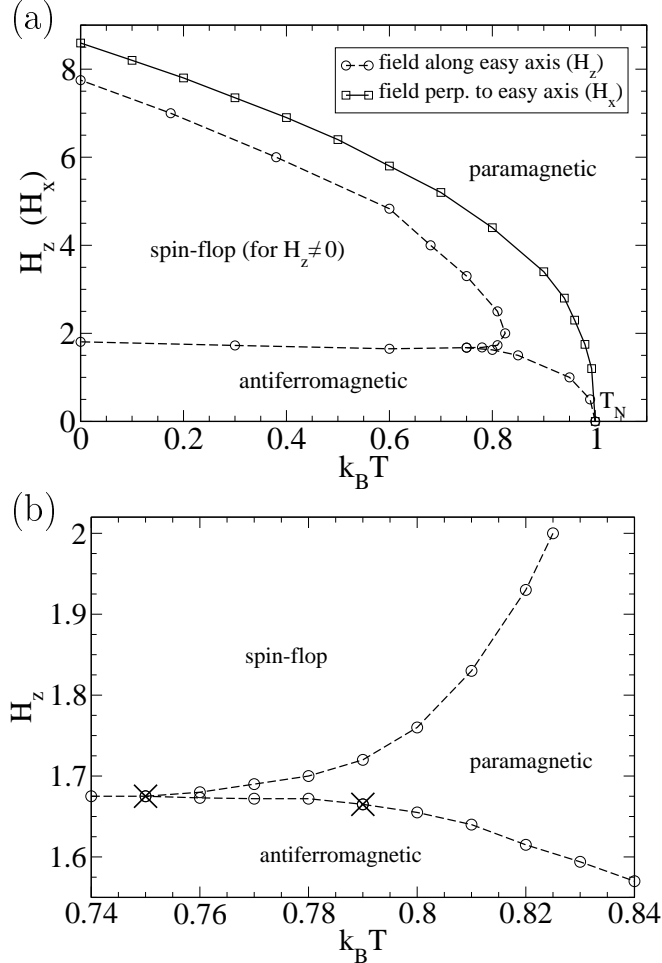 (a)
8
6
4
2
0
H_z (H_x)
field along easy axis (H_z)
field perp. to easy axis (H_x)
paramagnetic
spin-flop (for H_z≠0)
antiferromagnetic
T_N
0 0.2 0.4 0.6 0.8 1
k_B T
(b)
2
1.9
1.8
1.7
1.6
H_z
spin-flop
paramagnetic
antiferromagnetic
0.74 0.76 0.78 0.8 0.82 0.84
k_B T